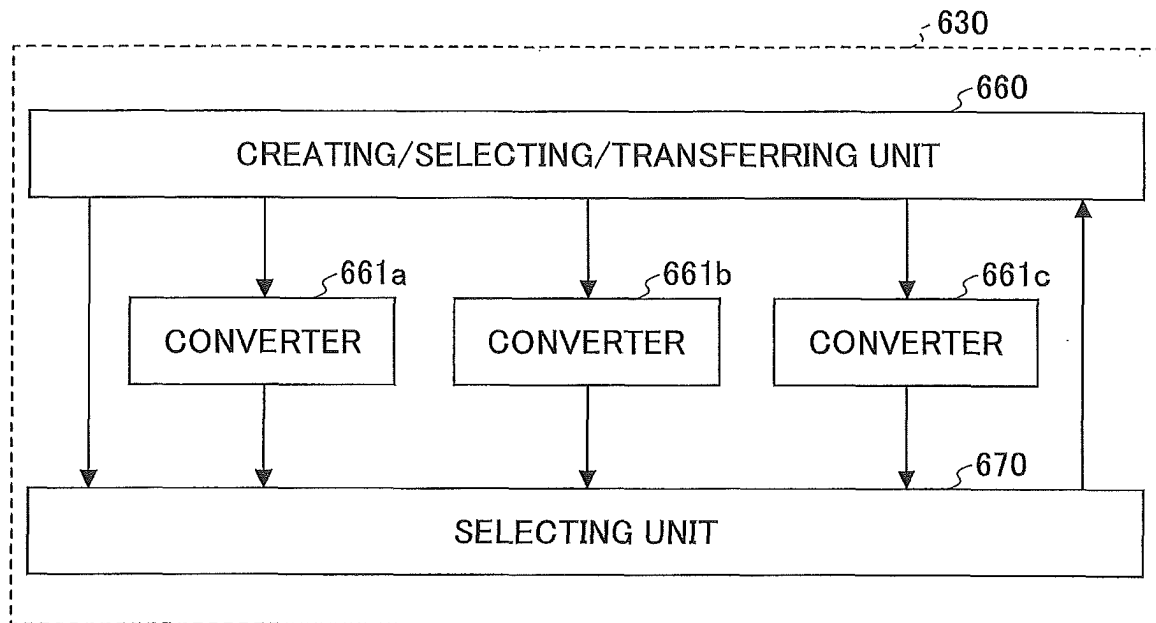 630
660
CREATING/SELECTING/TRANSFERRING UNIT
661a
661b
661c
CONVERTER
CONVERTER
CONVERTER
670
SELECTING UNIT